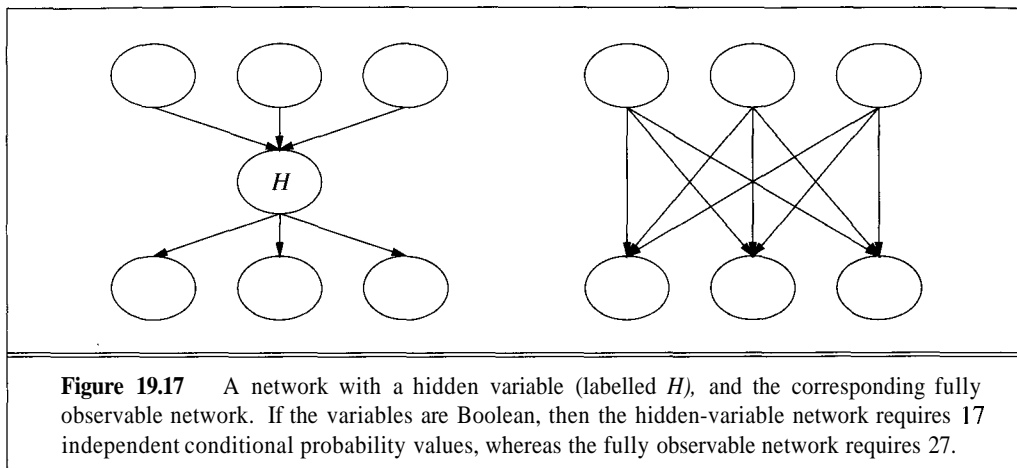 H
Figure 19.17 A network with a hidden variable (labelled H), and the corresponding fully
observable network. If the variables are Boolean, then the hidden-variable network requires 17
independent conditional probability values, whereas the fully observable network requires 27.